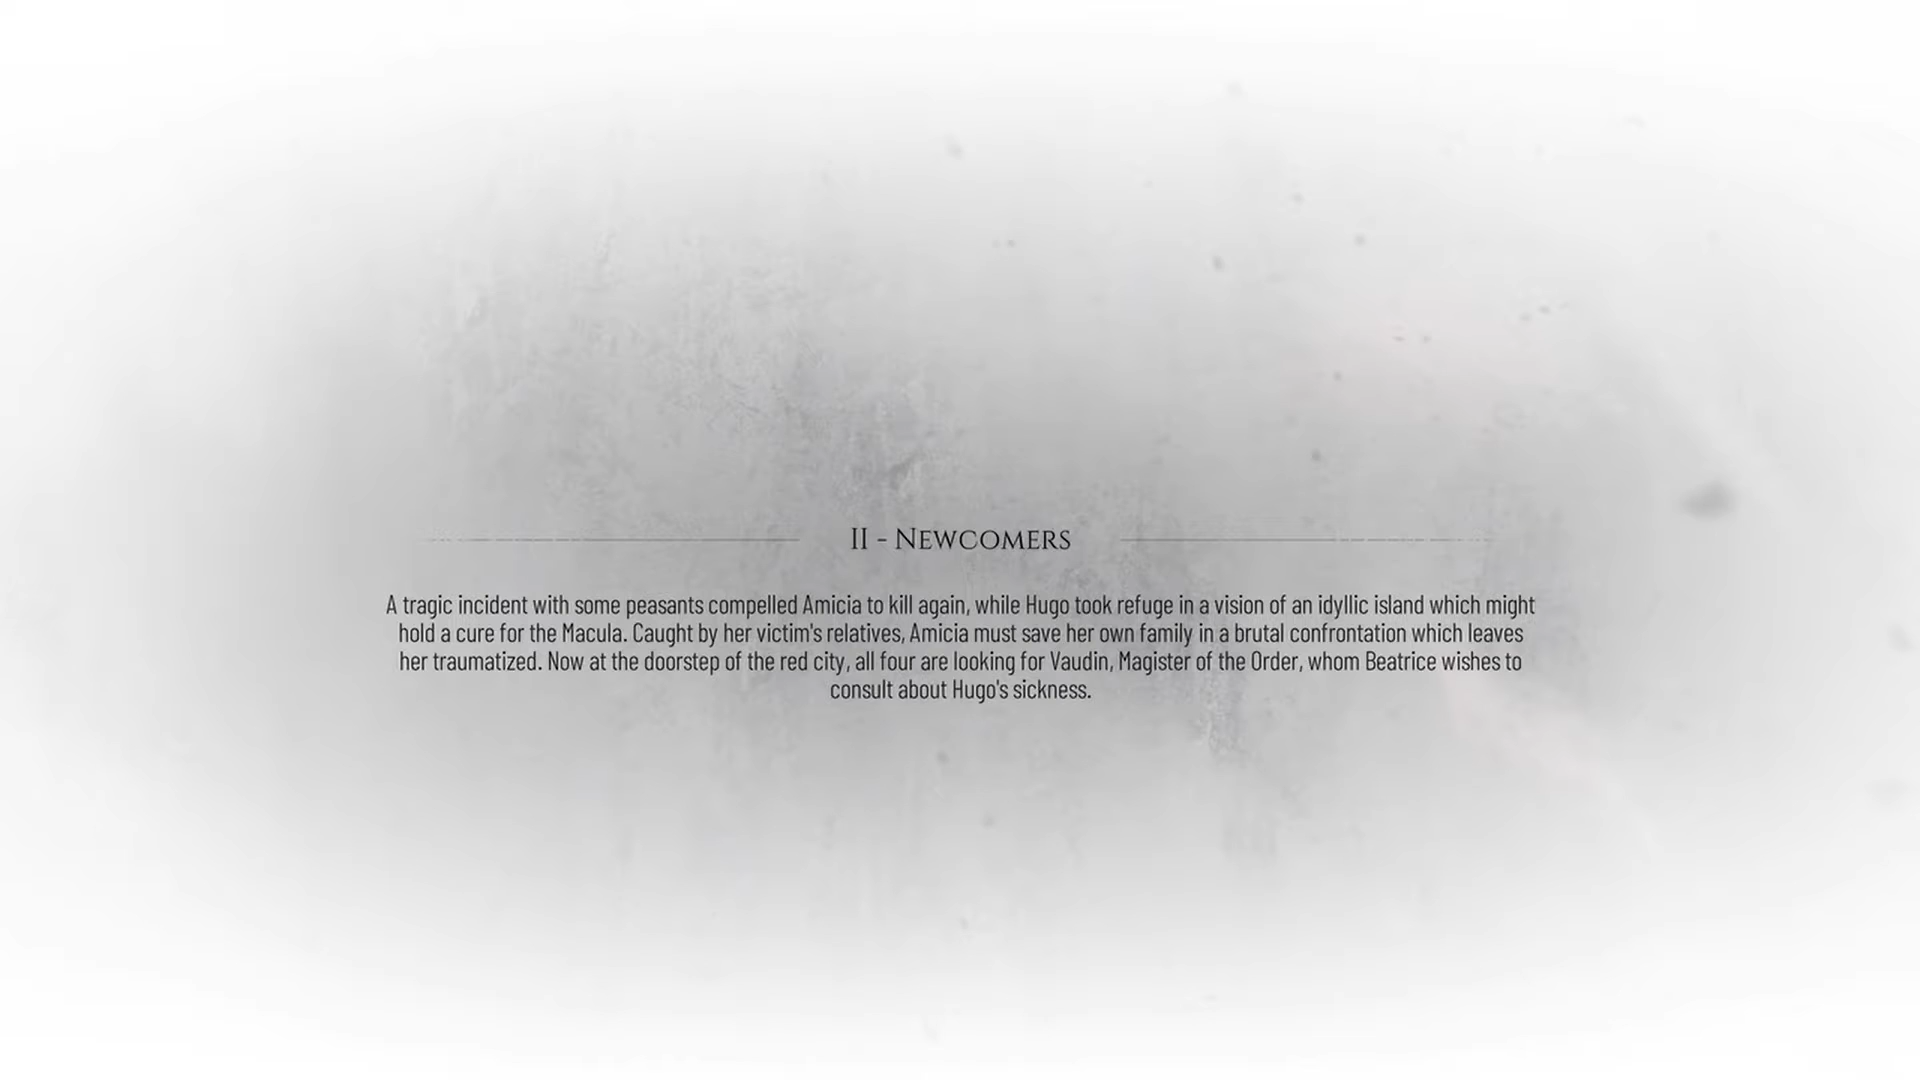 II - Newcomers
A tragic incident with some peasants compelled Amicia to kill again, while Hugo took refuge in a vision of an idyllic island which might
hold a cure for the Macula. Caught by her victim's relatives, Amicia must save her own family in a brutal confrontation which leaves
her traumatized. Now at the doorstep of the red city, all four are looking for Vaudin, Magister of the Order, whom Beatrice wishes to
consult about Hugo's sickness.